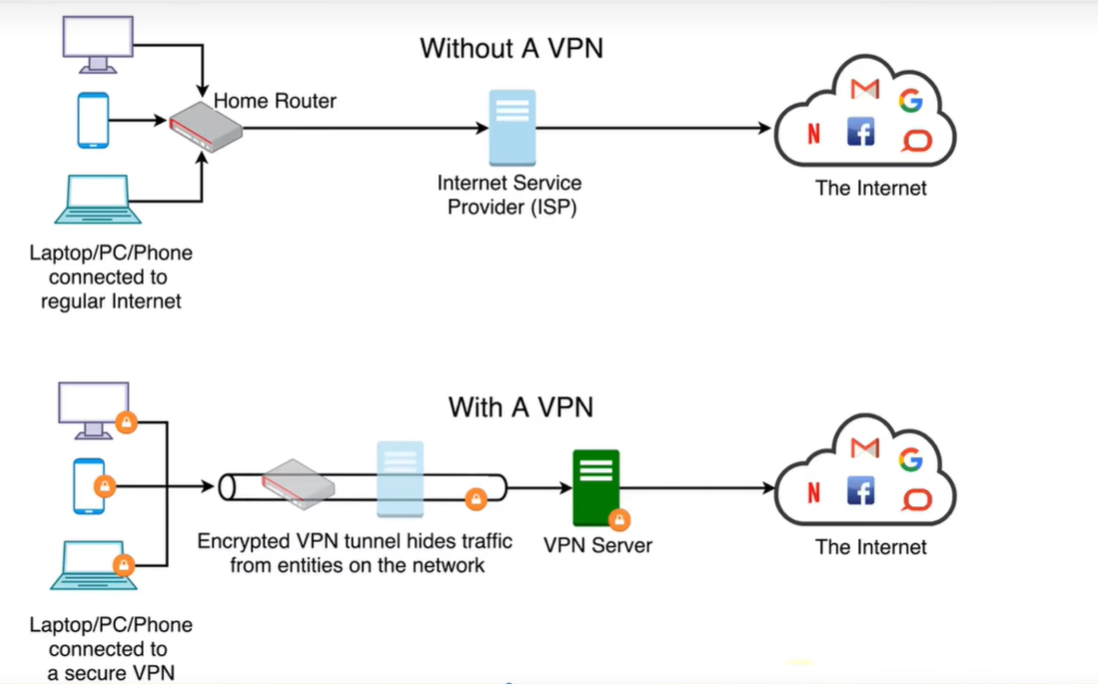 Without A VPN
Home Router
Internet Service
Provider (ISP)
The Internet
Laptop/PC/Phone
connected to
regular Internet
With A VPN
Encrypted VPN tunnel hides traffic
from entities on the network
VPN Server
The Internet
Laptop/PC/Phone
connected to
a secure VPN